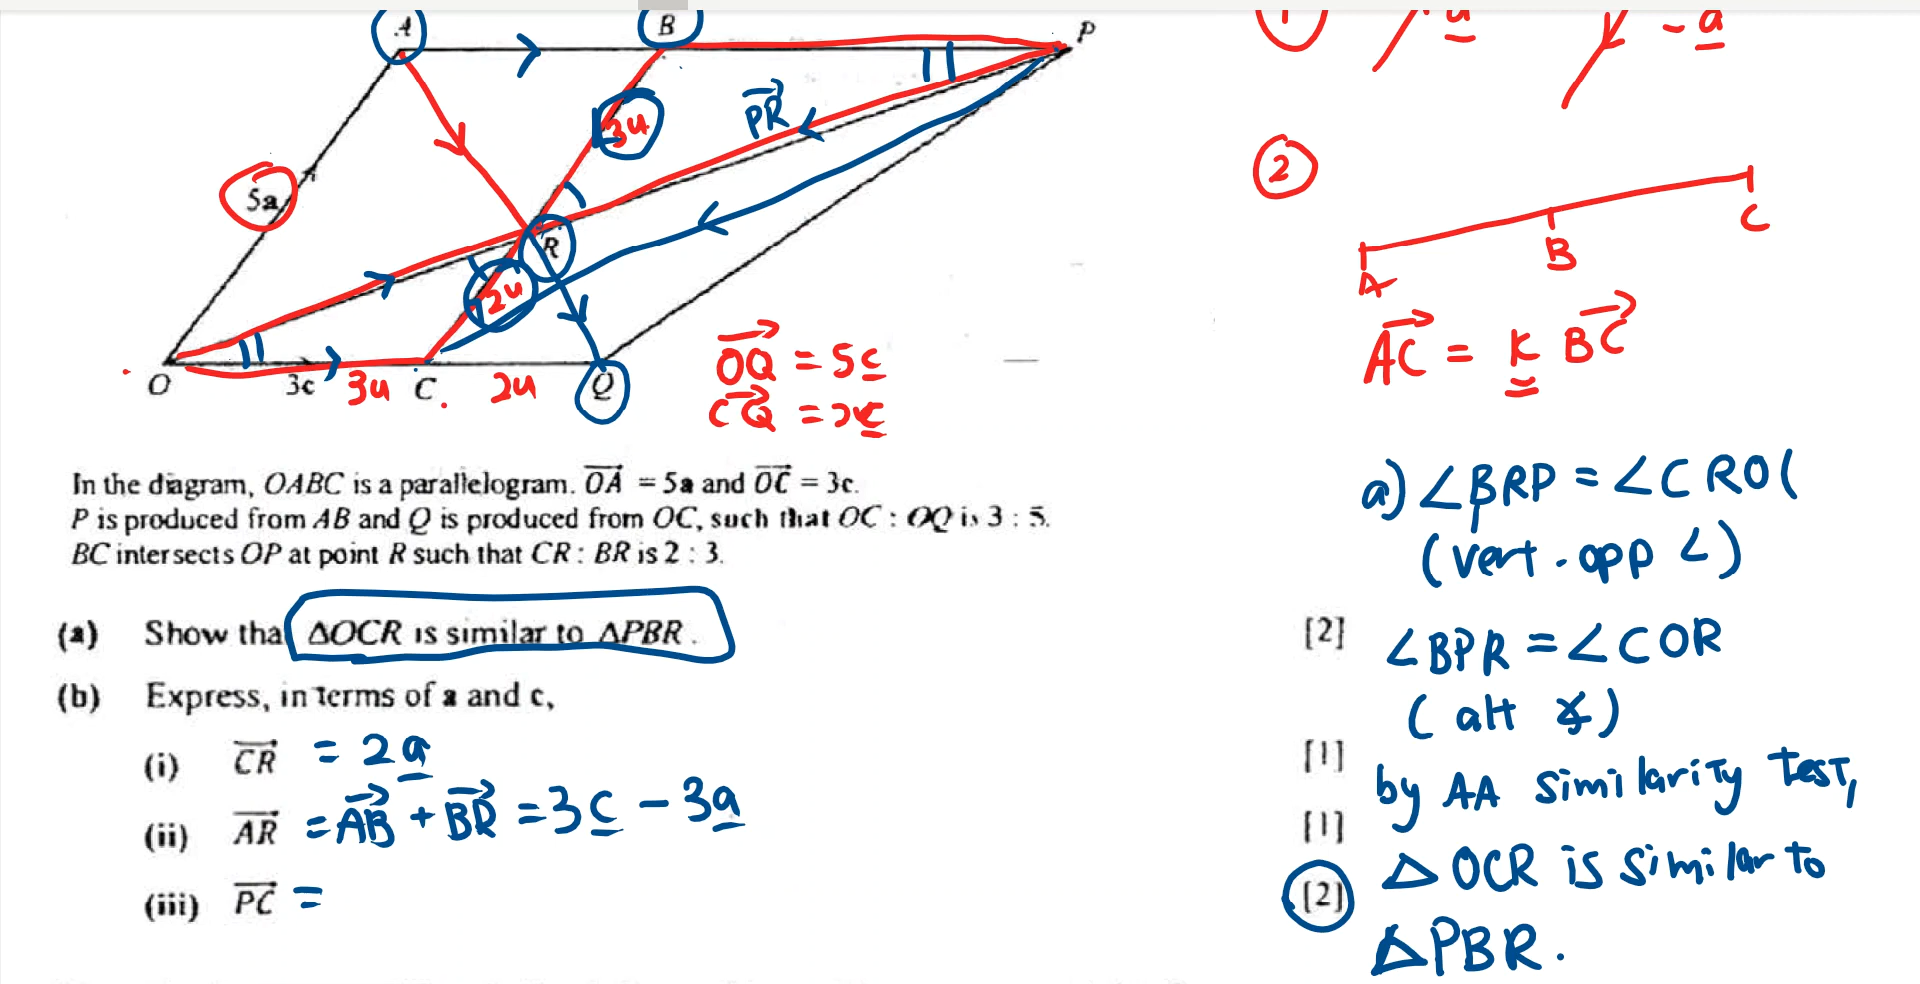 A
B
P
a
- a
3u
PR
5a
R
2u
2
A
B
C
O
3c
3u
C
2u
Q
OQ = 5c
CQ = 2c
AC = k BC
In the diagram, OABC is a parallelogram. OA = 5a and OC = 3c.
P is produced from AB and Q is produced from OC, such that OC : OQ is 3 : 5.
BC intersects OP at point R such that CR : BR is 2 : 3.
(a) Show tha ΔOCR is similar to ΔPBR . [2]
(b) Express, in terms of a and c,
(i) CR = 2a [1]
(ii) AR = AB + BR = 3c - 3a [1]
(iii) PC = [2]
a) ∠BRP = ∠CRO (
(vert. opp ∠)
∠BPR = ∠COR
( alt ∡)
by AA similarity test,
Δ OCR is similar to
ΔPBR.